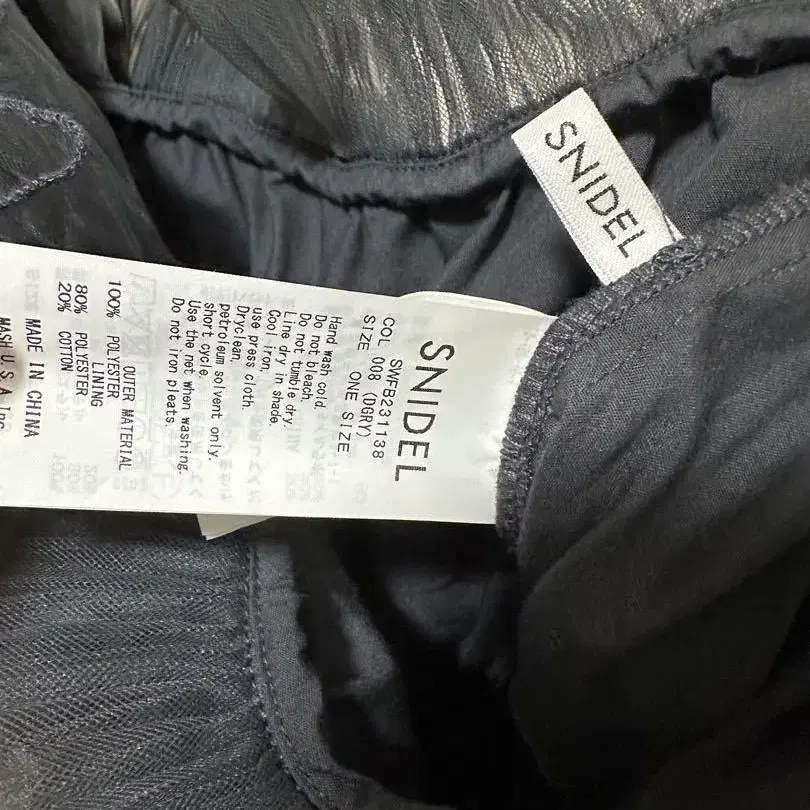 SNIDEL
SNIDEL
SWFB231138
COL 008 (DGRY)
SIZE ONE SIZE
Hand wash cold.
Do not bleach.
Do not tumble dry.
Line dry in shade.
Cool iron.
use press cloth.
Dryclean,
petroleum solvent only.
short cycle.
Use the net when washing.
Do not iron pleats.
OUTER MATERIAL
100% POLYESTER
LINING
80% POLYESTER
20% COTTON
MADE IN CHINA
MASH U.S.A Inc